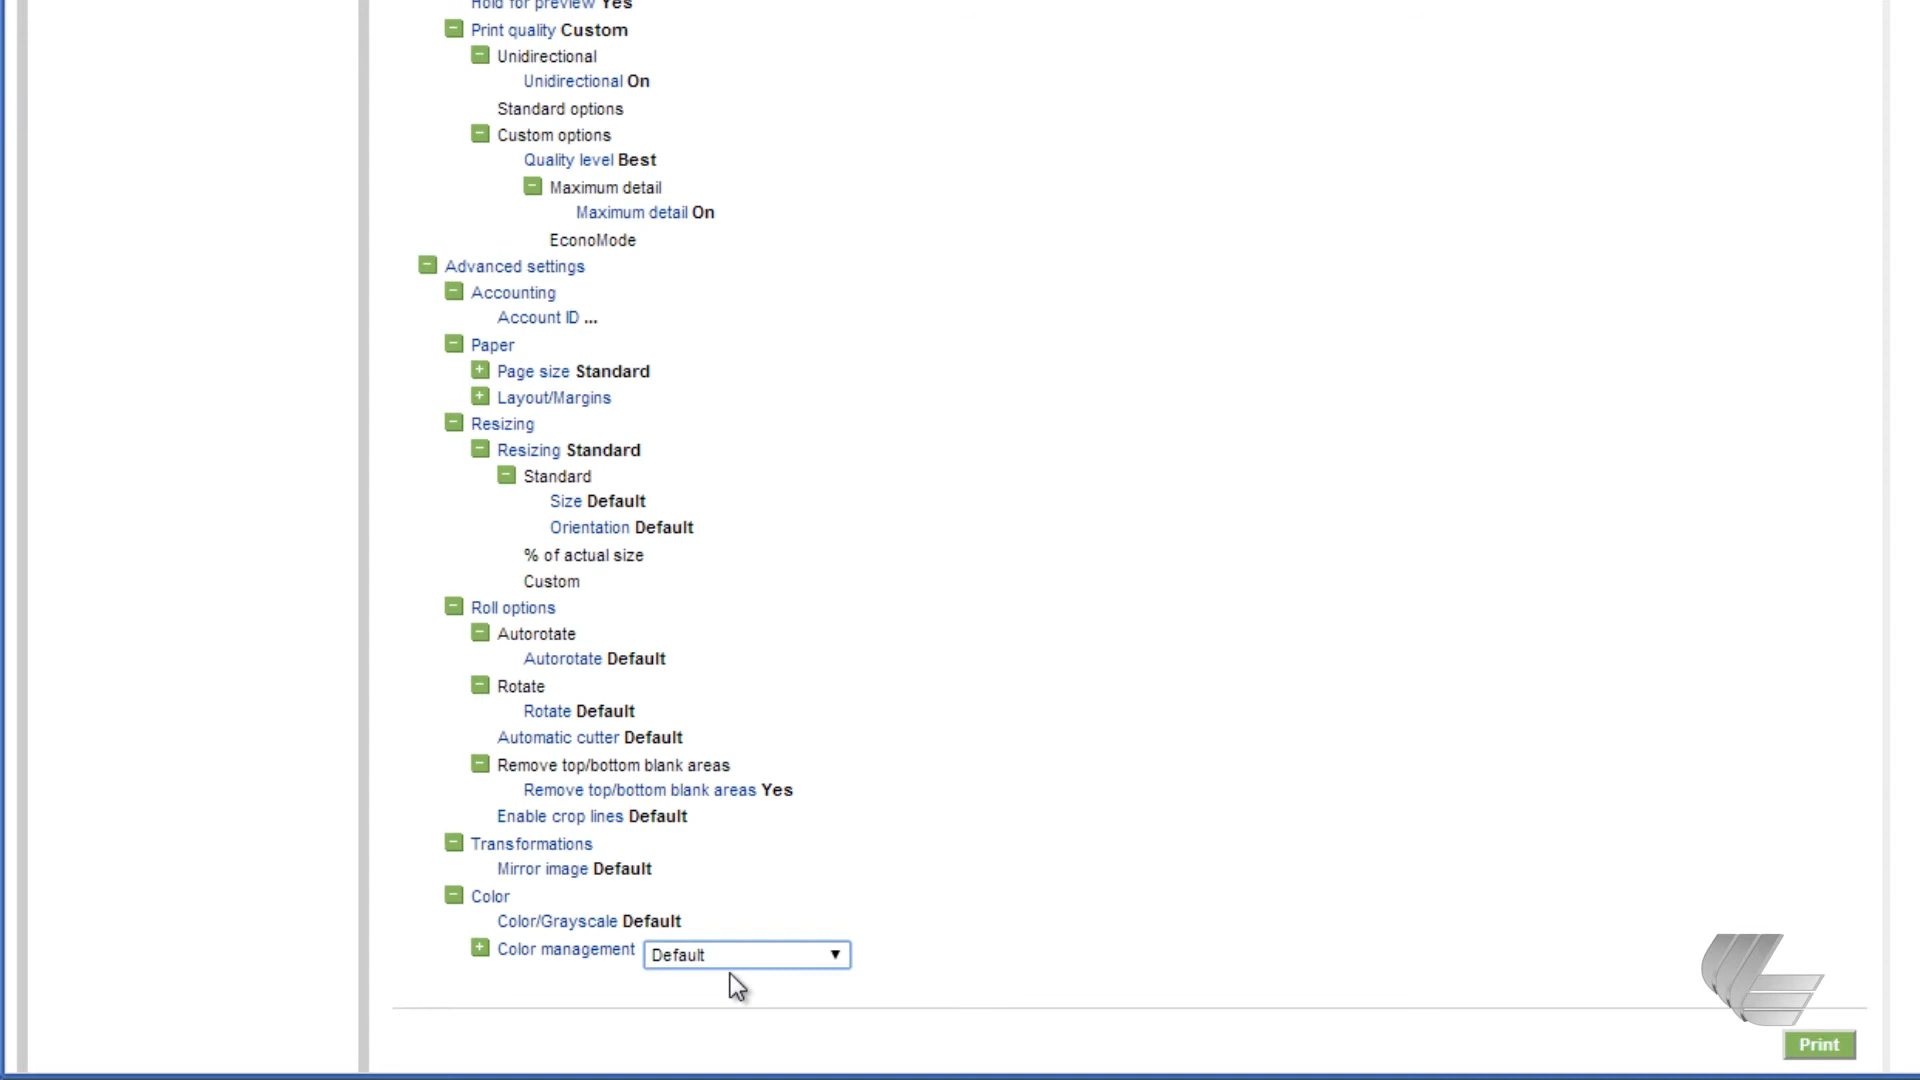 Hold for preview Yes
Print quality Custom
Unidirectional
Unidirectional On
Standard options
Custom options
Quality level Best
Maximum detail
Maximum detail On
EconoMode
Advanced settings
Accounting
Account ID ...
Paper
Page size Standard
Layout/Margins
Resizing
Resizing Standard
Standard
Size Default
Orientation Default
% of actual size
Custom
Roll options
Autorotate
Autorotate Default
Rotate
Rotate Default
Automatic cutter Default
Remove top/bottom blank areas
Remove top/bottom blank areas Yes
Enable crop lines Default
Transformations
Mirror image Default
Color
Color/Grayscale Default
Color management Default
Print